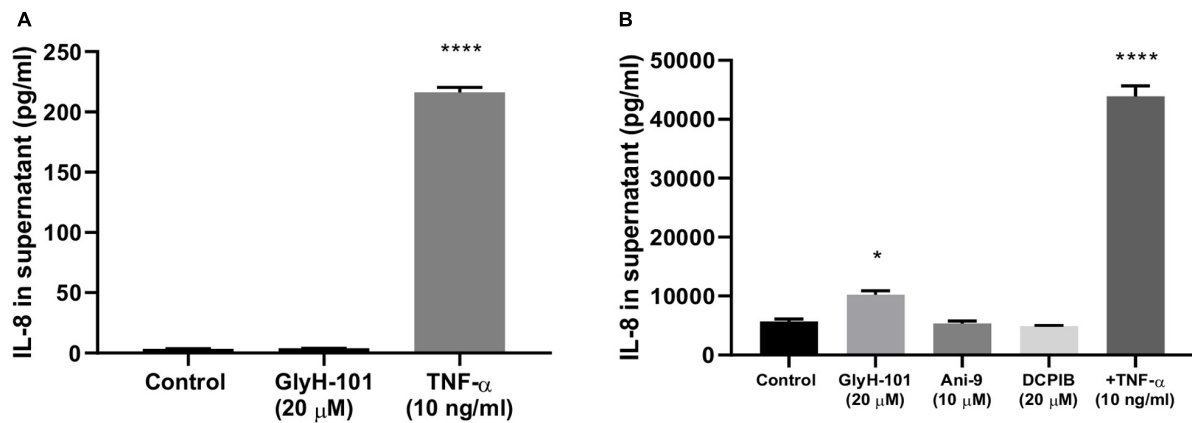 A
IL-8 in supernatant (pg/ml)
250
200
150
100
50
0
****
Control
GlyH-101
(20 μM)
TNF-α
(10 ng/ml)
B
IL-8 in supernatant (pg/ml)
50000
40000
30000
20000
10000
0
*
****
Control
GlyH-101
(20 μM)
Ani-9
(10 μM)
DCPIB
(20 μM)
+TNF-α
(10 ng/ml)